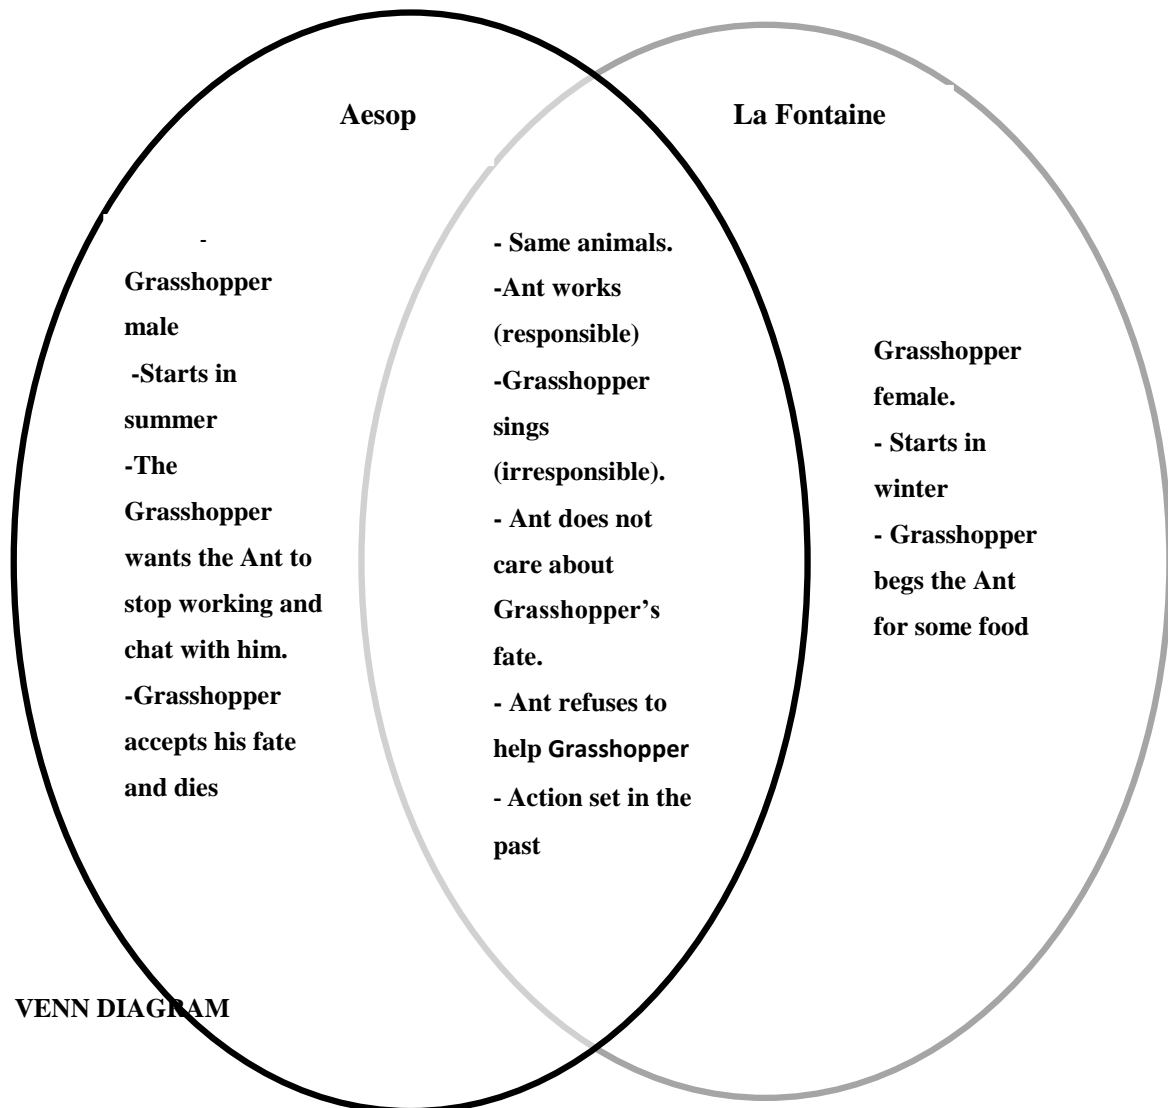 Aesop
La Fontaine
-
Grasshopper
male
-Starts in
summer
-The
Grasshopper
wants the Ant to
stop working and
chat with him.
-Grasshopper
accepts his fate
and dies
- Same animals.
-Ant works
(responsible)
-Grasshopper
sings
(irresponsible).
- Ant does not
care about
Grasshopper’s
fate.
- Ant refuses to
help Grasshopper
- Action set in the
past
Grasshopper
female.
- Starts in
winter
- Grasshopper
begs the Ant
for some food
VENN DIAGRAM